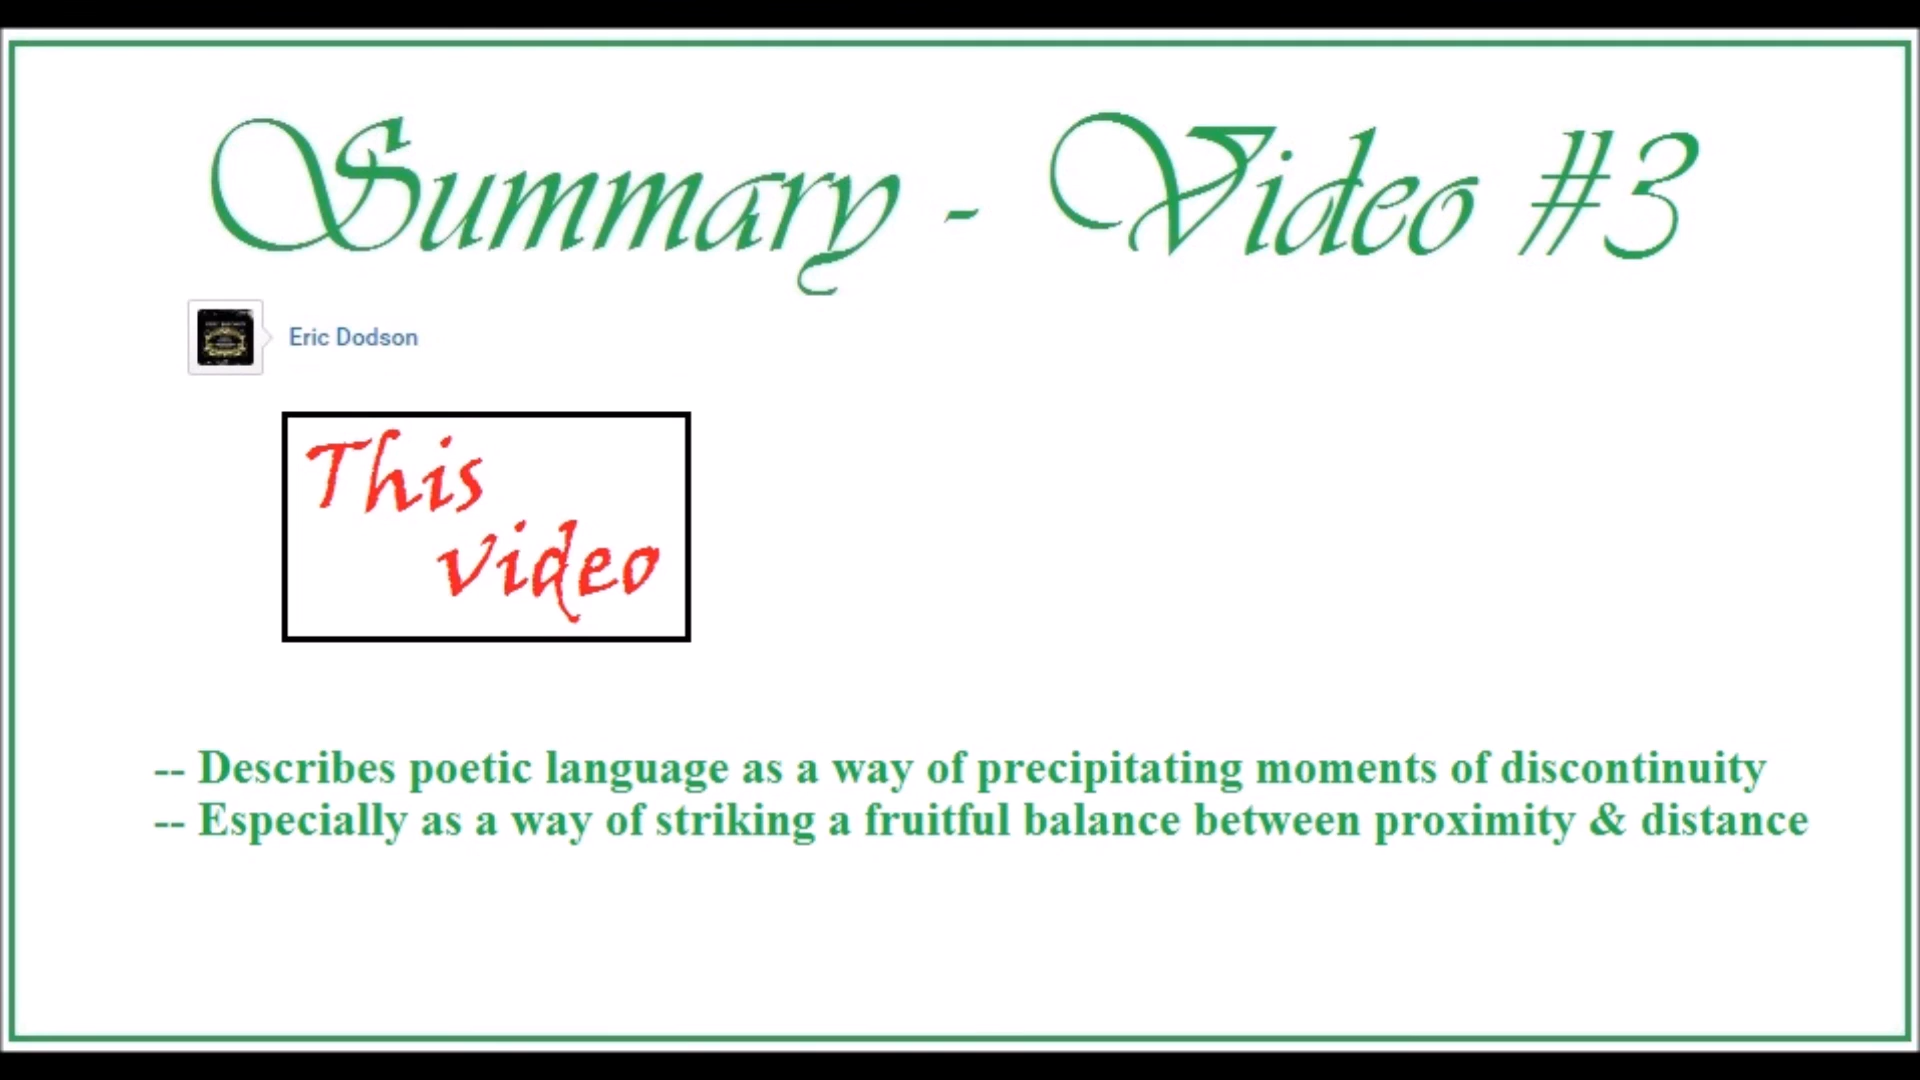 Summary - Video #3
Eric Dodson
This
video
-- Describes poetic language as a way of precipitating moments of discontinuity
-- Especially as a way of striking a fruitful balance between proximity & distance